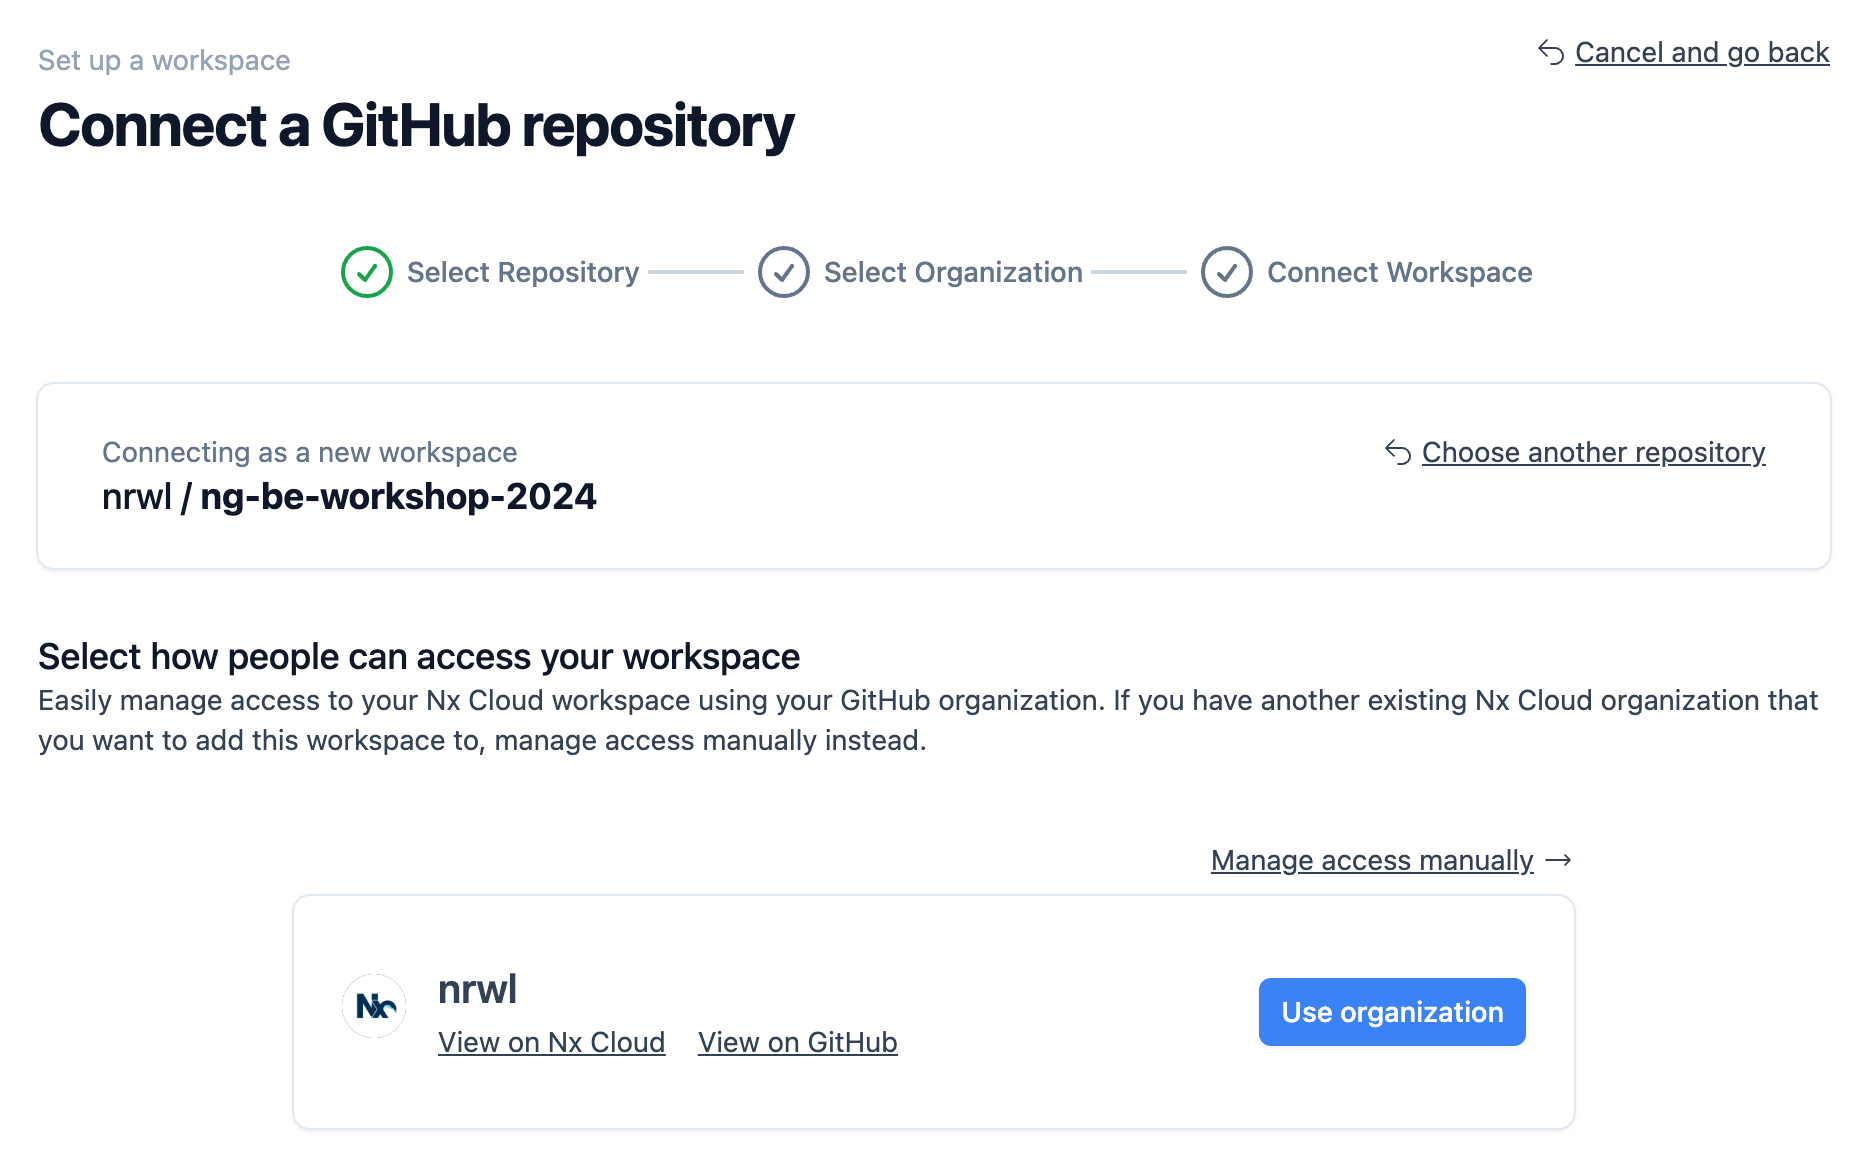 Set up a workspace
Cancel and go back
Connect a GitHub repository
Select Repository
Select Organization
Connect Workspace
Connecting as a new workspace
Choose another repository
nrwl / ng-be-workshop-2024
Select how people can access your workspace
Easily manage access to your Nx Cloud workspace using your GitHub organization. If you have another existing Nx Cloud organization that
you want to add this workspace to, manage access manually instead.
Manage access manually →
Nx
nrwl
View on Nx Cloud View on GitHub
Use organization